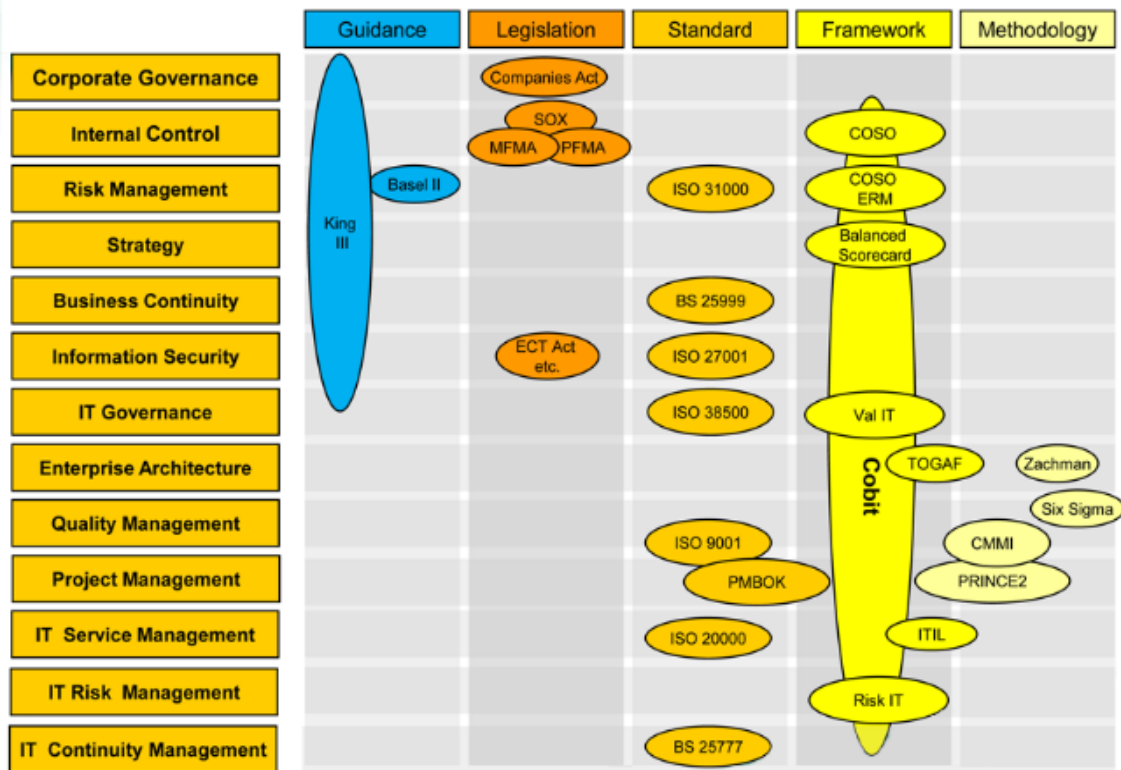 Guidance
Legislation
Standard
Framework
Methodology
Corporate Governance
Companies Act
Internal Control
SOX
MFMA
PFMA
COSO
Risk Management
Basel II
ISO 31000
COSO
ERM
King
III
Strategy
Balanced
Scorecard
Business Continuity
BS 25999
Information Security
ECT Act
etc.
ISO 27001
IT Governance
ISO 38500
Val IT
Enterprise Architecture
Cobit
TOGAF
Zachman
Quality Management
Six Sigma
ISO 9001
CMMI
Project Management
PMBOK
PRINCE2
IT Service Management
ISO 20000
ITIL
IT Risk Management
Risk IT
IT Continuity Management
BS 25777